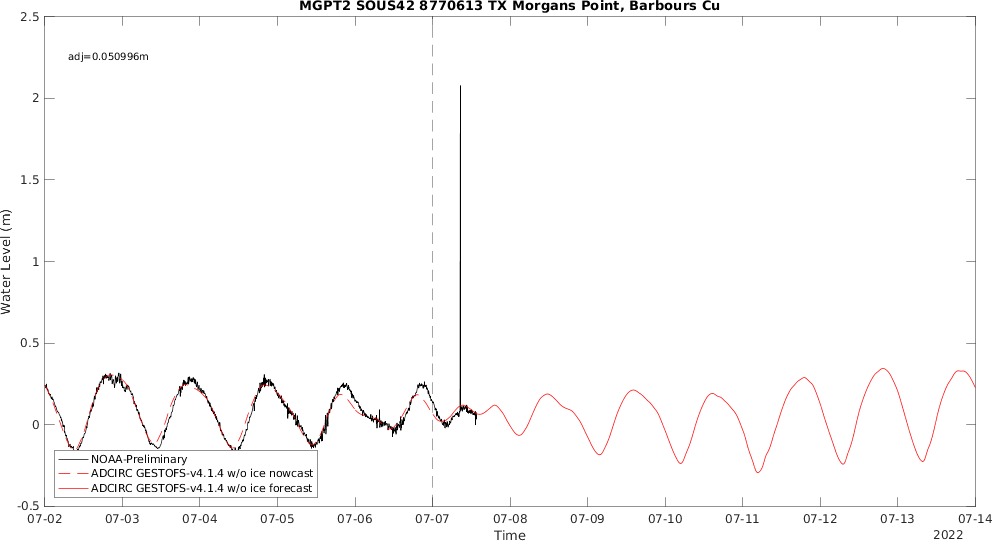 MGPT2 SOUS42 8770613 TX Morgans Point, Barbours Cu
adj=0.050996m
2.5
2
1.5
1
0.5
0
-0.5
Water Level (m)
NOAA-Preliminary
ADCIRC GESTOFS-v4.1.4 w/o ice nowcast
ADCIRC GESTOFS-v4.1.4 w/o ice forecast
07-02 07-03 07-04 07-05 07-06 07-07 07-08 07-09 07-10 07-11 07-12 07-13 07-14
Time
2022